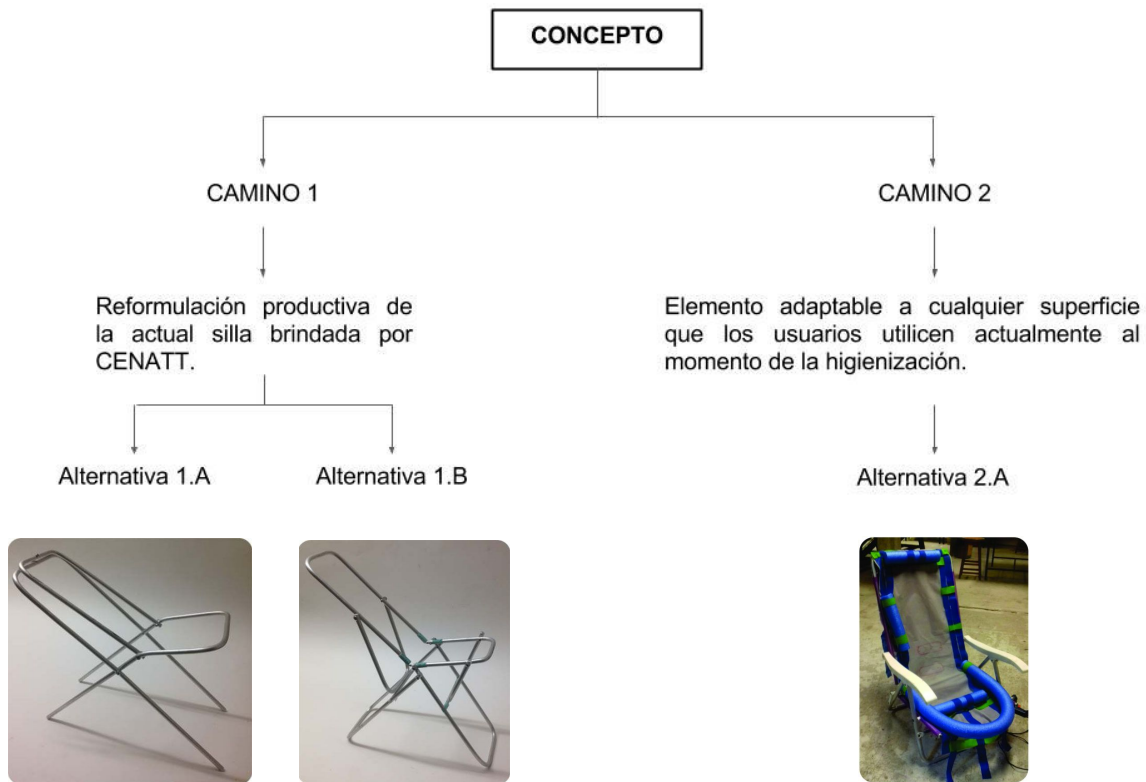 CONCEPTO
CAMINO 1
CAMINO 2
Reformulación productiva de
la actual silla brindada por
CENATT.
Elemento adaptable a cualquier superficie
que los usuarios utilicen actualmente al
momento de la higienización.
Alternativa 1.A
Alternativa 1.B
Alternativa 2.A